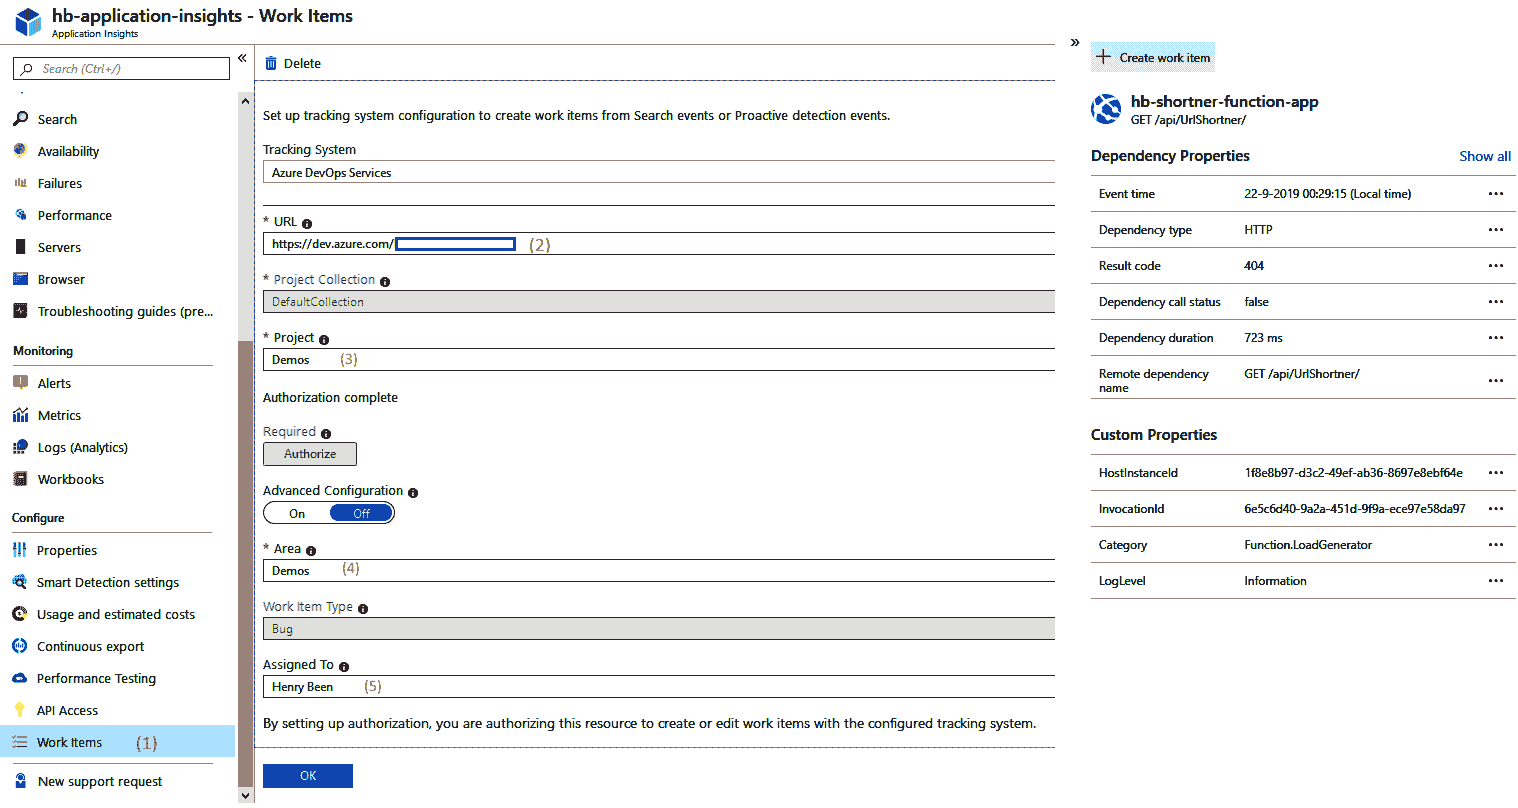 hb-application-insights - Work Items
Application Insights
Search (Ctrl+/)
«
Search
Availability
Failures
Performance
Servers
Browser
Troubleshooting guides (pre...
Monitoring
Alerts
Metrics
Logs (Analytics)
Workbooks
Configure
Properties
Smart Detection settings
Usage and estimated costs
Continuous export
Performance Testing
API Access
Work Items (1)
New support request
Delete
Set up tracking system configuration to create work items from Search events or Proactive detection events.
Tracking System
Azure DevOps Services
* URL
https://dev.azure.com/ (2)
* Project Collection
DefaultCollection
* Project
Demos (3)
Authorization complete
Required
Authorize
Advanced Configuration
On Off
* Area
Demos (4)
Work Item Type
Bug
Assigned To
Henry Been (5)
By setting up authorization, you are authorizing this resource to create or edit work items with the configured tracking system.
OK
»
Create work item
hb-shortner-function-app
GET /api/UrlShortner/
Dependency Properties Show all
Event time 22-9-2019 00:29:15 (Local time) ...
Dependency type HTTP ...
Result code 404 ...
Dependency call status false ...
Dependency duration 723 ms ...
Remote dependency name GET /api/UrlShortner/ ...
Custom Properties
HostInstanceId 1f8e8b97-d3c2-49ef-ab36-8697e8ebf64e ...
InvocationId 6e5c6d40-9a2a-451d-9f9a-ece97e58da97 ...
Category Function.LoadGenerator ...
LogLevel Information ...